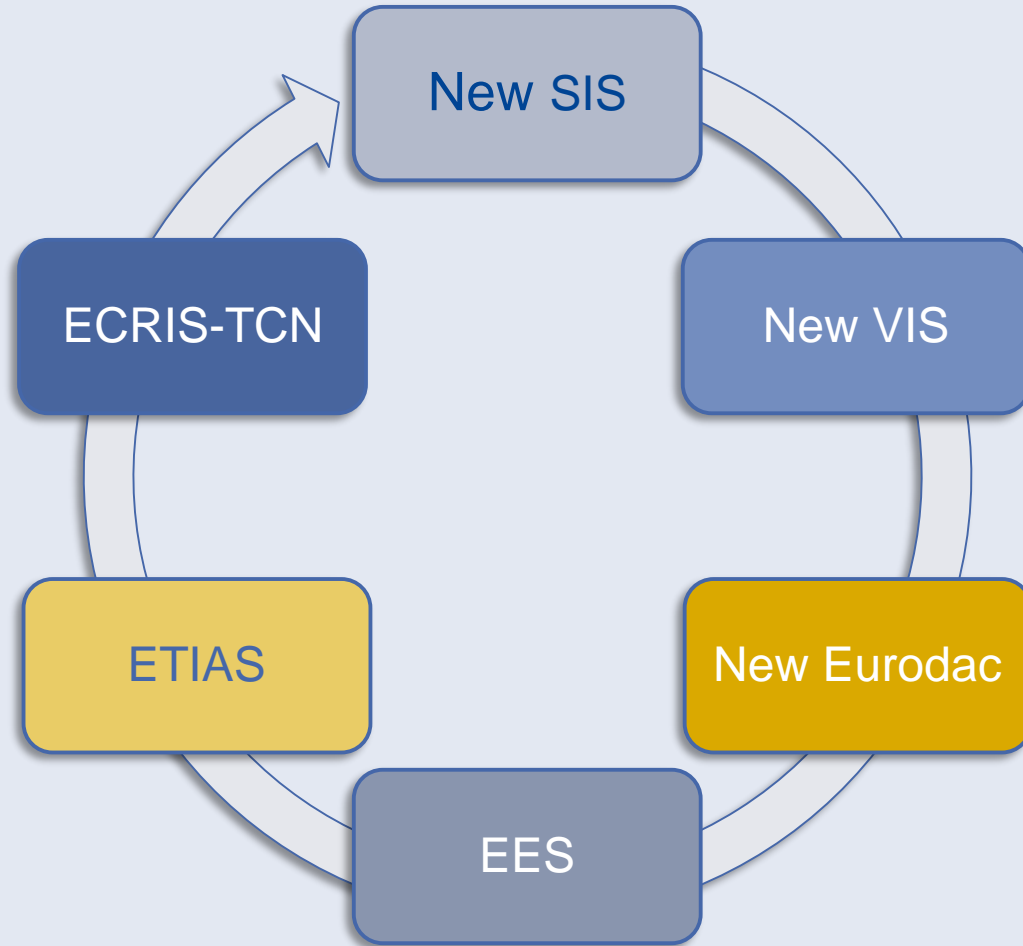 New SIS
New VIS
New Eurodac
EES
ETIAS
ECRIS-TCN